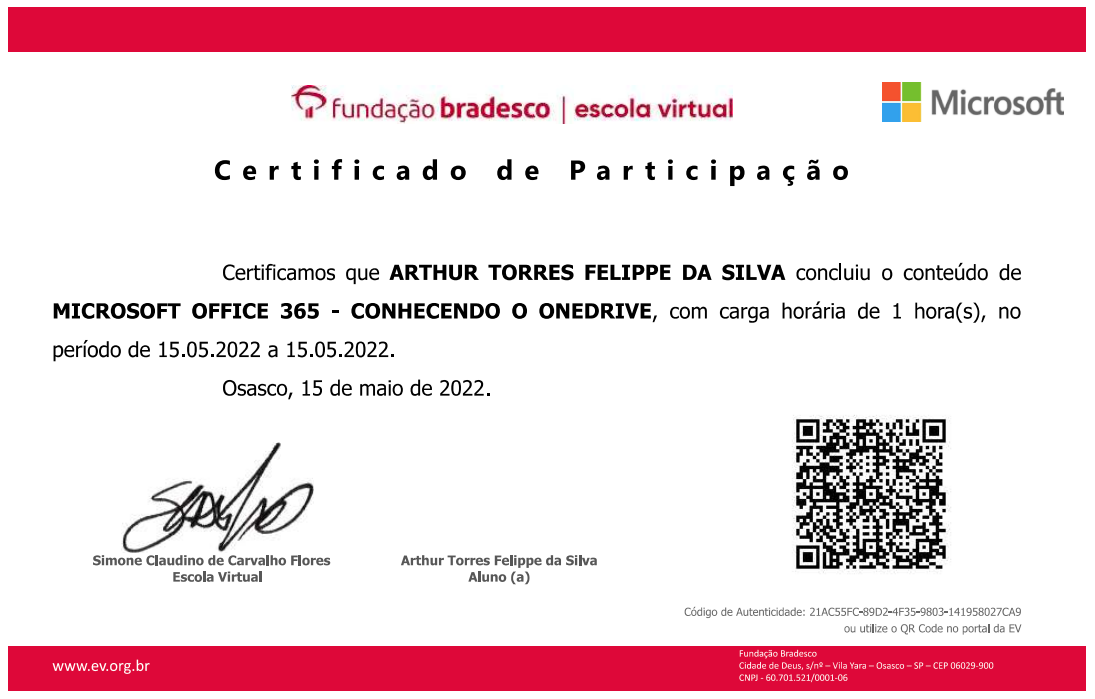 fundação bradesco | escola virtual
Microsoft
Certificado de Participação
Certificamos que ARTHUR TORRES FELIPPE DA SILVA concluiu o conteúdo de
MICROSOFT OFFICE 365 - CONHECENDO O ONEDRIVE, com carga horária de 1 hora(s), no
período de 15.05.2022 a 15.05.2022.
Osasco, 15 de maio de 2022.
Simone Claudino de Carvalho Flores
Escola Virtual
Arthur Torres Felippe da Silva
Aluno (a)
Código de Autenticidade: 21AC55FC-89D2-4F35-9803-141958027CA9
ou utilize o QR Code no portal da EV
www.ev.org.br
Fundação Bradesco
Cidade de Deus, s/nº – Vila Yara – Osasco – SP – CEP 06029-900
CNPJ - 60.701.521/0001-06